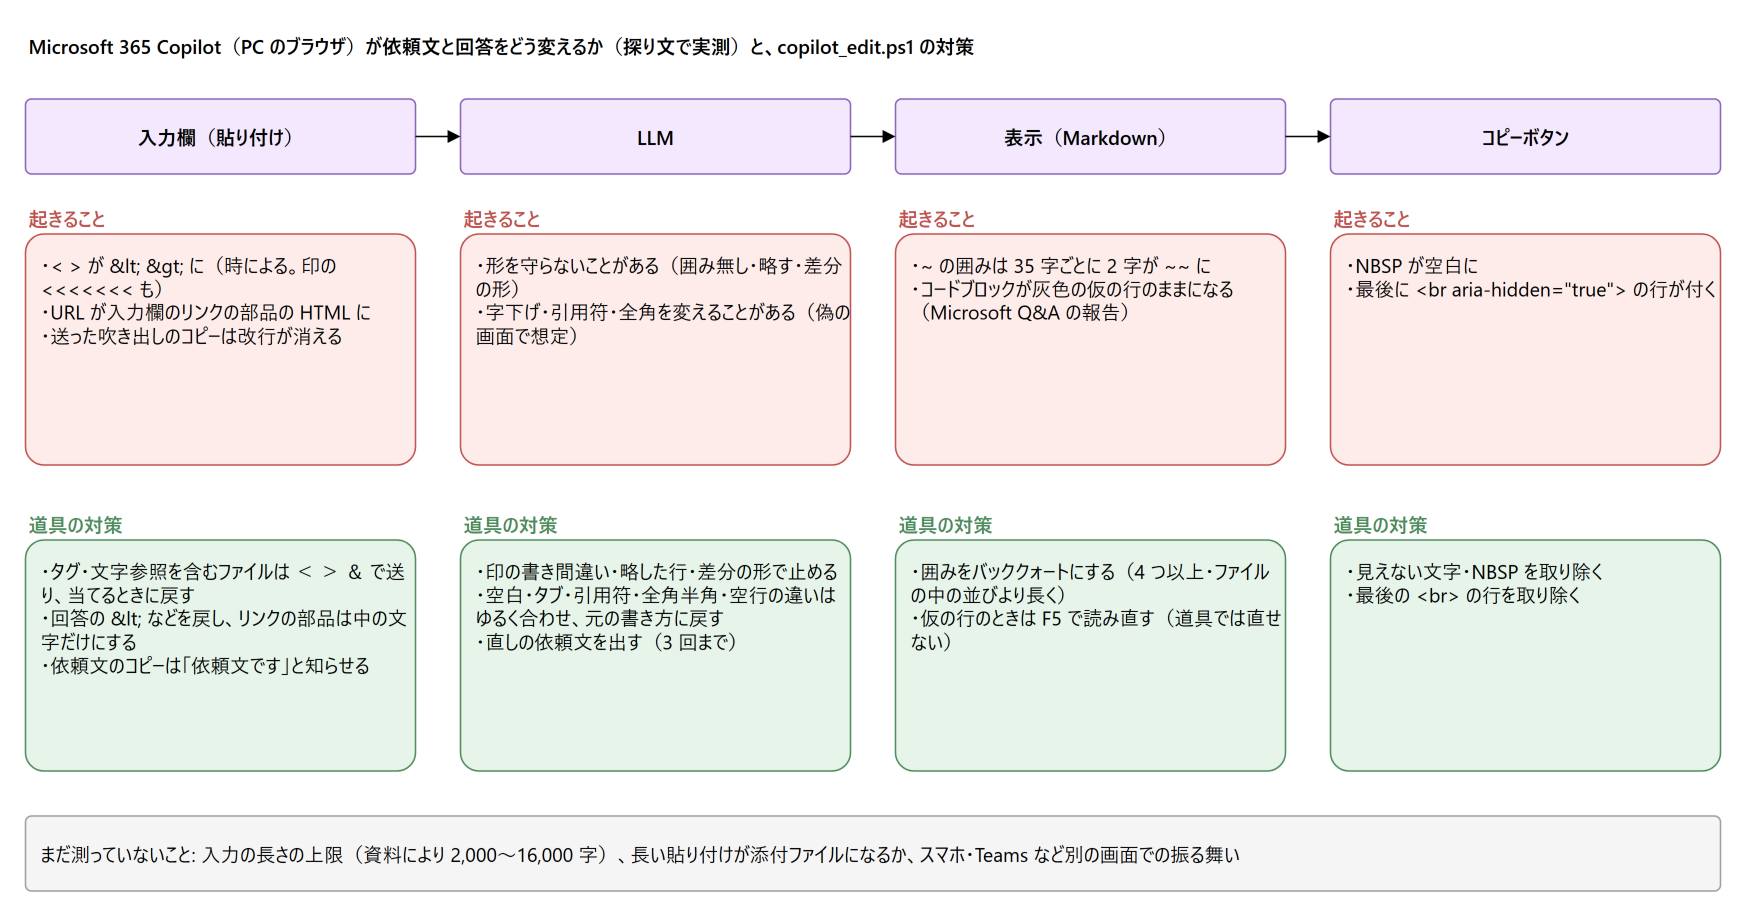 Microsoft 365 Copilot（PC のブラウザ）が依頼文と回答をどう変えるか（探り文で実測）と、copilot_edit.ps1 の対策
入力欄（貼り付け）
LLM
表示（Markdown）
コピーボタン
起きること
・< > が &lt; &gt; に（時による。印の
<<<<<<< も）
・URL が入力欄のリンクの部品の HTML に
・送った吹き出しのコピーは改行が消える
起きること
・形を守らないことがある（囲み無し・略す・差分
の形）
・字下げ・引用符・全角を変えることがある（偽の
画面で想定）
起きること
・~ の囲みは 35 字ごとに 2 字が ~~ に
・コードブロックが灰色の仮の行のままになる
（Microsoft Q&A の報告）
起きること
・NBSP が空白に
・最後に <br aria-hidden="true"> の行が付く
道具の対策
・タグ・文字参照を含むファイルは ＜ ＞ ＆ で送
り、当てるときに戻す
・回答の &lt; などを戻し、リンクの部品は中の文
字だけにする
・依頼文のコピーは「依頼文です」と知らせる
道具の対策
・印の書き間違い・略した行・差分の形で止める
・空白・タブ・引用符・全角半角・空行の違いは
ゆるく合わせ、元の書き方に戻す
・直しの依頼文を出す（3 回まで）
道具の対策
・囲みをバッククォートにする（4 つ以上・ファイル
の中の並びより長く）
・仮の行のときは F5 で読み直す（道具では直せ
ない）
道具の対策
・見えない文字・NBSP を取り除く
・最後の <br> の行を取り除く
まだ測っていないこと: 入力の長さの上限（資料により 2,000～16,000 字）、長い貼り付けが添付ファイルになるか、スマホ・Teams など別の画面での振る舞い